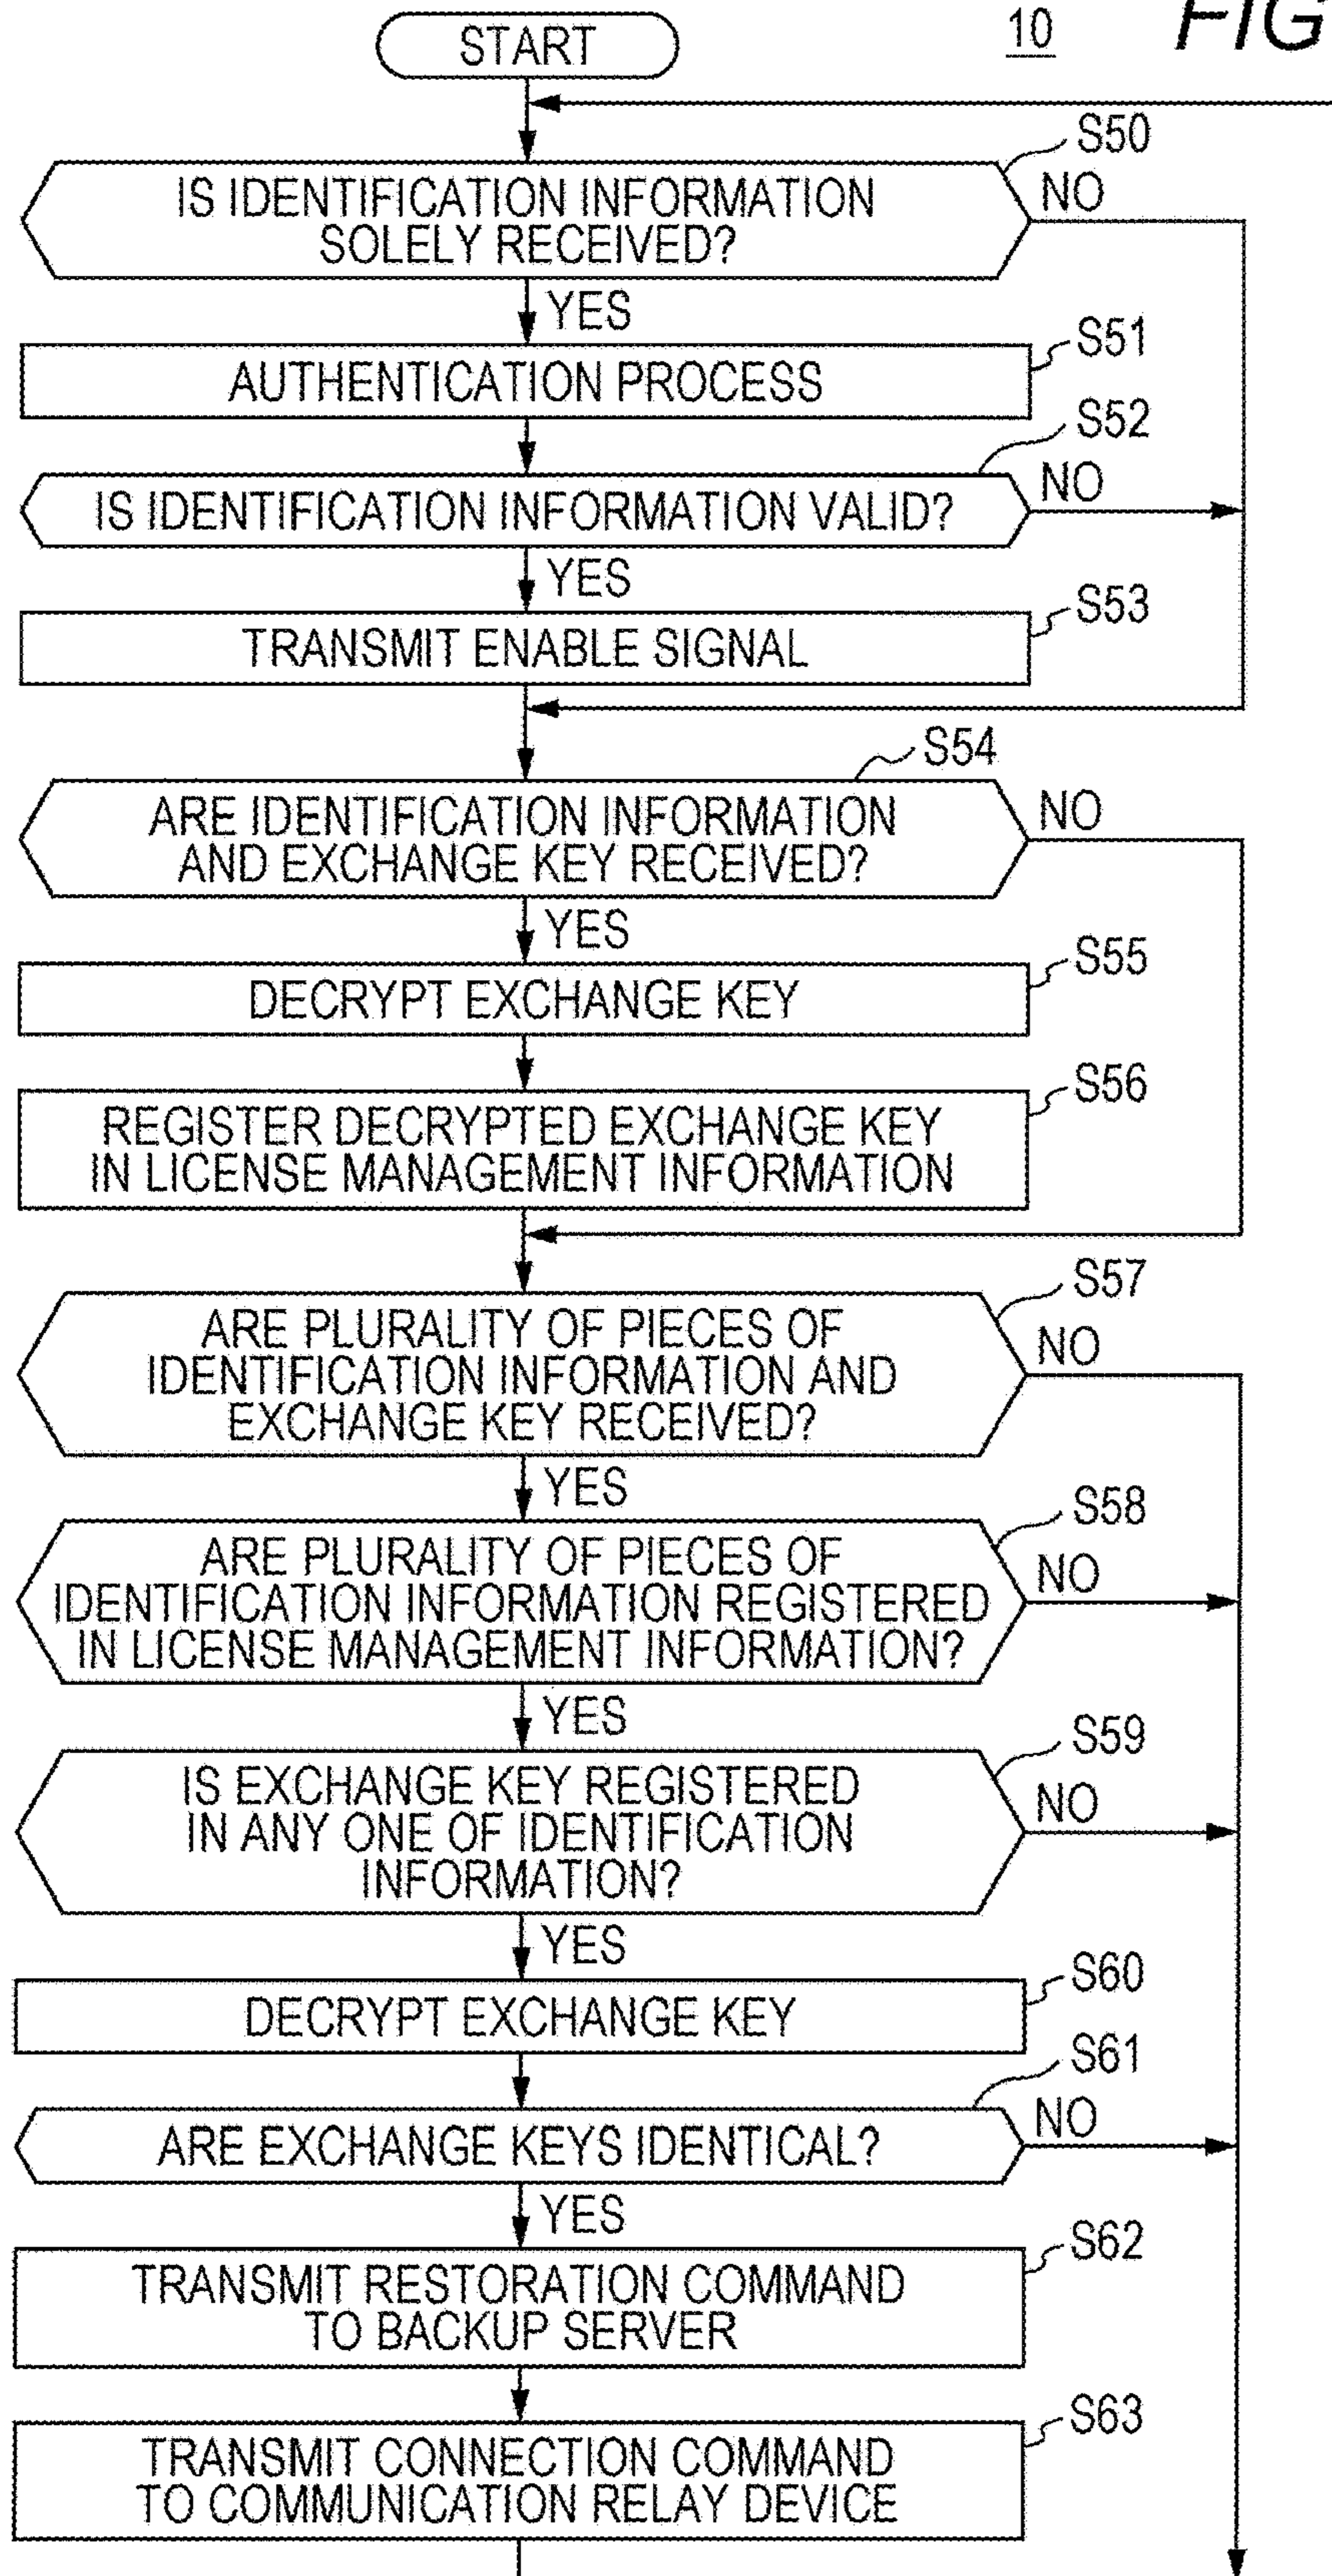 10 FIG
START
S50
IS IDENTIFICATION INFORMATION
SOLELY RECEIVED?
NO
YES
S51
AUTHENTICATION PROCESS
S52
IS IDENTIFICATION INFORMATION VALID?
NO
YES
S53
TRANSMIT ENABLE SIGNAL
S54
ARE IDENTIFICATION INFORMATION
AND EXCHANGE KEY RECEIVED?
NO
YES
S55
DECRYPT EXCHANGE KEY
S56
REGISTER DECRYPTED EXCHANGE KEY
IN LICENSE MANAGEMENT INFORMATION
S57
ARE PLURALITY OF PIECES OF
IDENTIFICATION INFORMATION AND
EXCHANGE KEY RECEIVED?
NO
YES
S58
ARE PLURALITY OF PIECES OF
IDENTIFICATION INFORMATION REGISTERED
IN LICENSE MANAGEMENT INFORMATION?
NO
YES
S59
IS EXCHANGE KEY REGISTERED
IN ANY ONE OF IDENTIFICATION
INFORMATION?
NO
YES
S60
DECRYPT EXCHANGE KEY
S61
ARE EXCHANGE KEYS IDENTICAL?
NO
YES
S62
TRANSMIT RESTORATION COMMAND
TO BACKUP SERVER
S63
TRANSMIT CONNECTION COMMAND
TO COMMUNICATION RELAY DEVICE